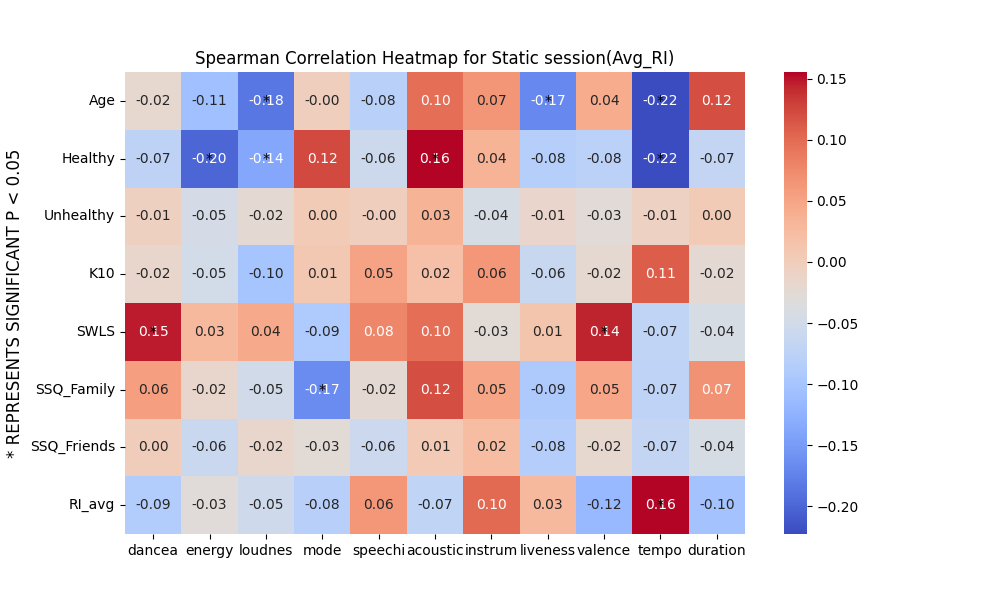 Spearman Correlation Heatmap for Static session(Avg_RI)
* REPRESENTS SIGNIFICANT P < 0.05
Age -0.02 -0.11 -0.18* -0.00 -0.08 0.10 0.07 -0.17* 0.04 -0.22* 0.12
Healthy -0.07 -0.20* -0.14* 0.12 -0.06 0.16* 0.04 -0.08 -0.08 -0.22* -0.07
Unhealthy -0.01 -0.05 -0.02 0.00 -0.00 0.03 -0.04 -0.01 -0.03 -0.01 0.00
K10 -0.02 -0.05 -0.10 0.01 0.05 0.02 0.06 -0.06 -0.02 0.11 -0.02
SWLS 0.15* 0.03 0.04 -0.09 0.08 0.10 -0.03 0.01 0.14* -0.07 -0.04
SSQ_Family 0.06 -0.02 -0.05 -0.17* -0.02 0.12 0.05 -0.09 0.05 -0.07 0.07
SSQ_Friends 0.00 -0.06 -0.02 -0.03 -0.06 0.01 0.02 -0.08 -0.02 -0.07 -0.04
RI_avg -0.09 -0.03 -0.05 -0.08 0.06 -0.07 0.10 0.03 -0.12 0.16* -0.10
dancea energy loudnes mode speechi acoustic instrum liveness valence tempo duration
0.15
0.10
0.05
0.00
−0.05
−0.10
−0.15
−0.20